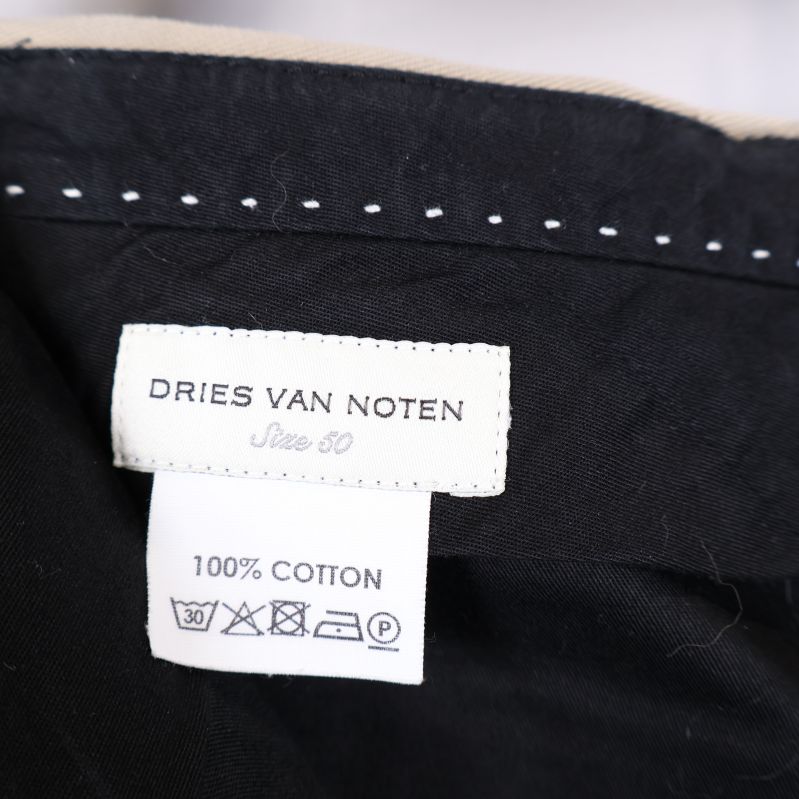 DRIES VAN NOTEN
Size 50
100% COTTON
30 P